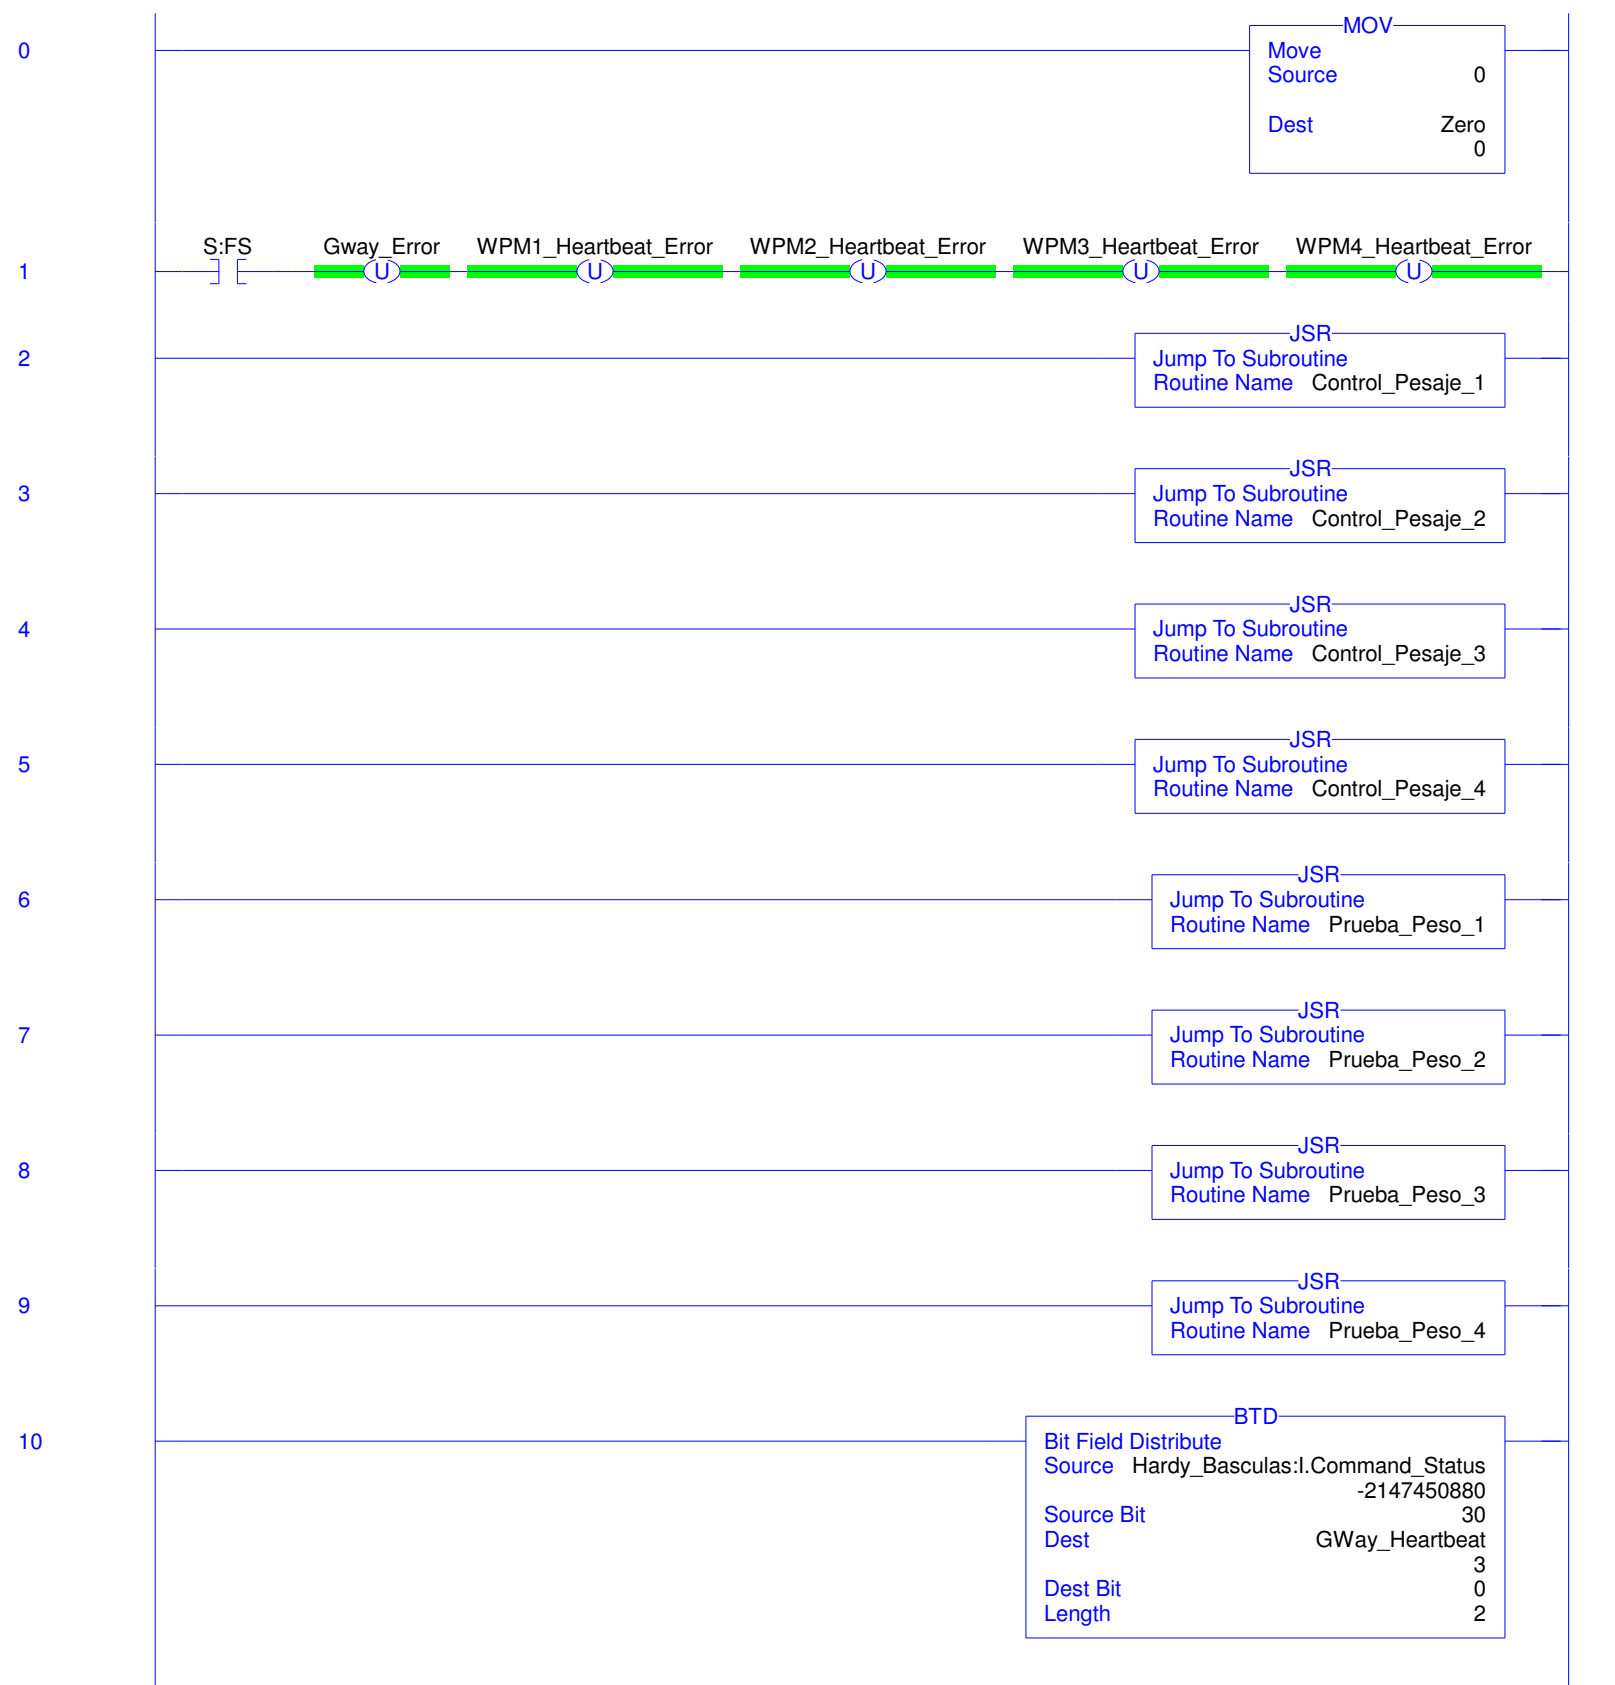 0
MOV
Move
Source 0
Dest Zero
0
S:FS Gway_Error WPM1_Heartbeat_Error WPM2_Heartbeat_Error WPM3_Heartbeat_Error WPM4_Heartbeat_Error
1 U U U U U
JSR
2 Jump To Subroutine
Routine Name Control_Pesaje_1
JSR
3 Jump To Subroutine
Routine Name Control_Pesaje_2
JSR
4 Jump To Subroutine
Routine Name Control_Pesaje_3
JSR
5 Jump To Subroutine
Routine Name Control_Pesaje_4
JSR
6 Jump To Subroutine
Routine Name Prueba_Peso_1
JSR
7 Jump To Subroutine
Routine Name Prueba_Peso_2
JSR
8 Jump To Subroutine
Routine Name Prueba_Peso_3
JSR
9 Jump To Subroutine
Routine Name Prueba_Peso_4
BTD
10 Bit Field Distribute
Source Hardy_Basculas:I.Command_Status
-2147450880
Source Bit 30
Dest GWay_Heartbeat
3
Dest Bit 0
Length 2